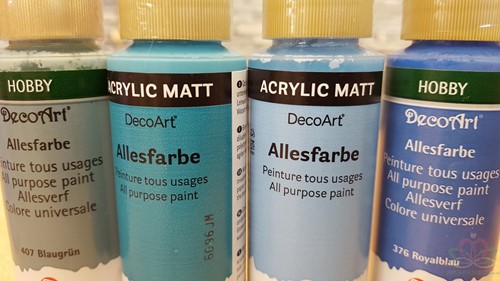 HOBBY
DecoArt®
Allesfarbe
Peinture tous usages
All purpose paint
Allesverf
Colore universale
407 Blaugrün
ACRYLIC MATT
DecoArt®
Allesfarbe
Peinture tous usages
All purpose paint
ACRYLIC MATT
DecoArt®
Allesfarbe
Peinture tous usages
All purpose paint
HOBBY
DecoArt®
Allesfarbe
Peinture tous usages
All purpose paint
Allesverf
Colore universale
376 Royalblau